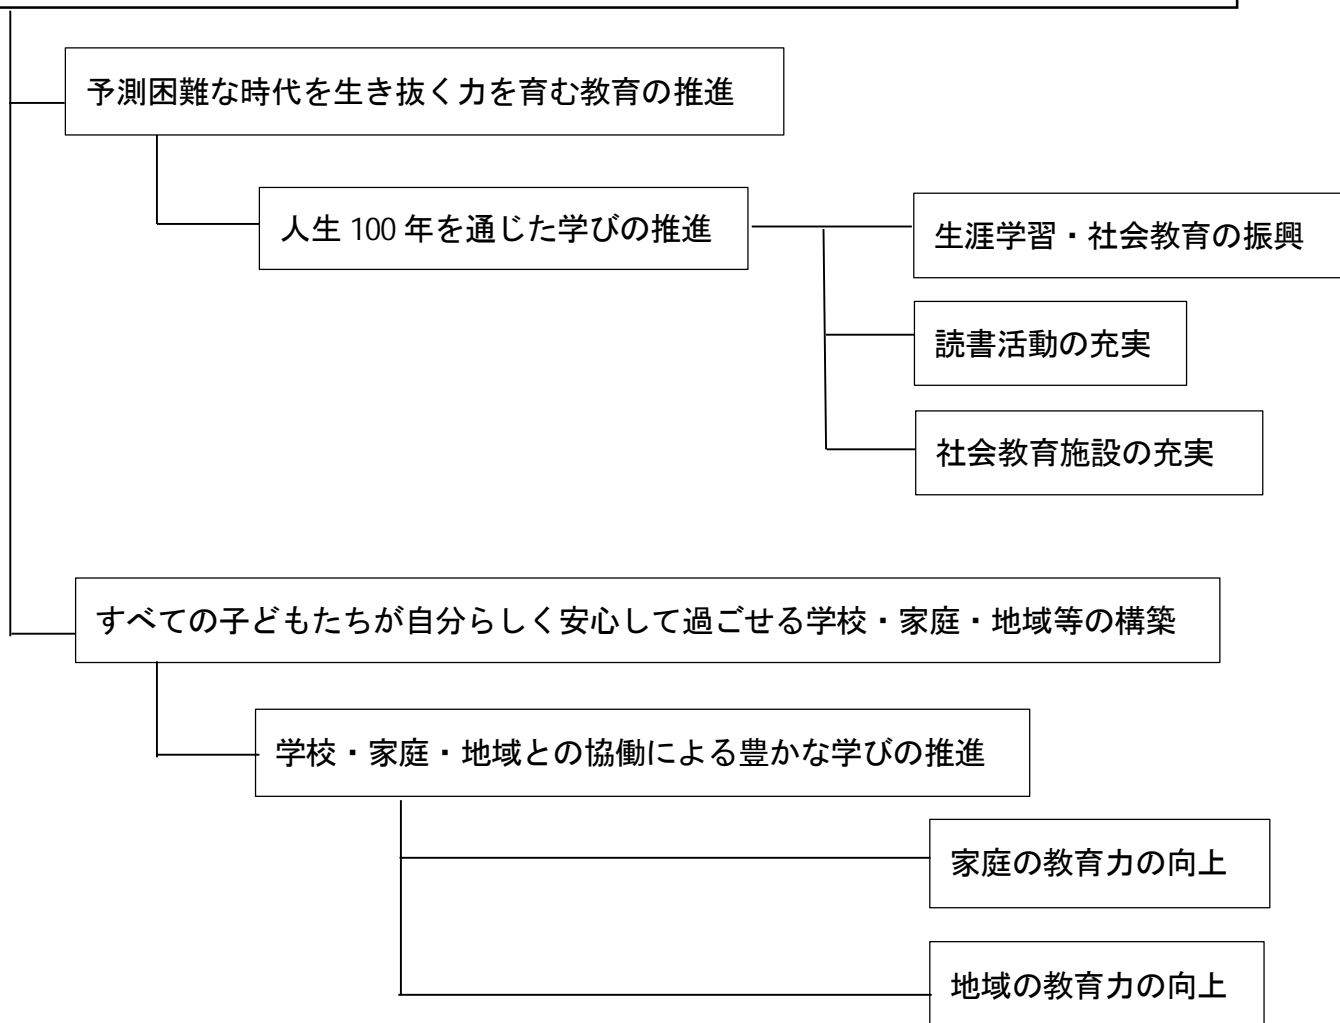 予測困難な時代を生き抜く力を育む教育の推進
人生 100 年を通じた学びの推進
生涯学習・社会教育の振興
読書活動の充実
社会教育施設の充実
すべての子どもたちが自分らしく安心して過ごせる学校・家庭・地域等の構築
学校・家庭・地域との協働による豊かな学びの推進
家庭の教育力の向上
地域の教育力の向上